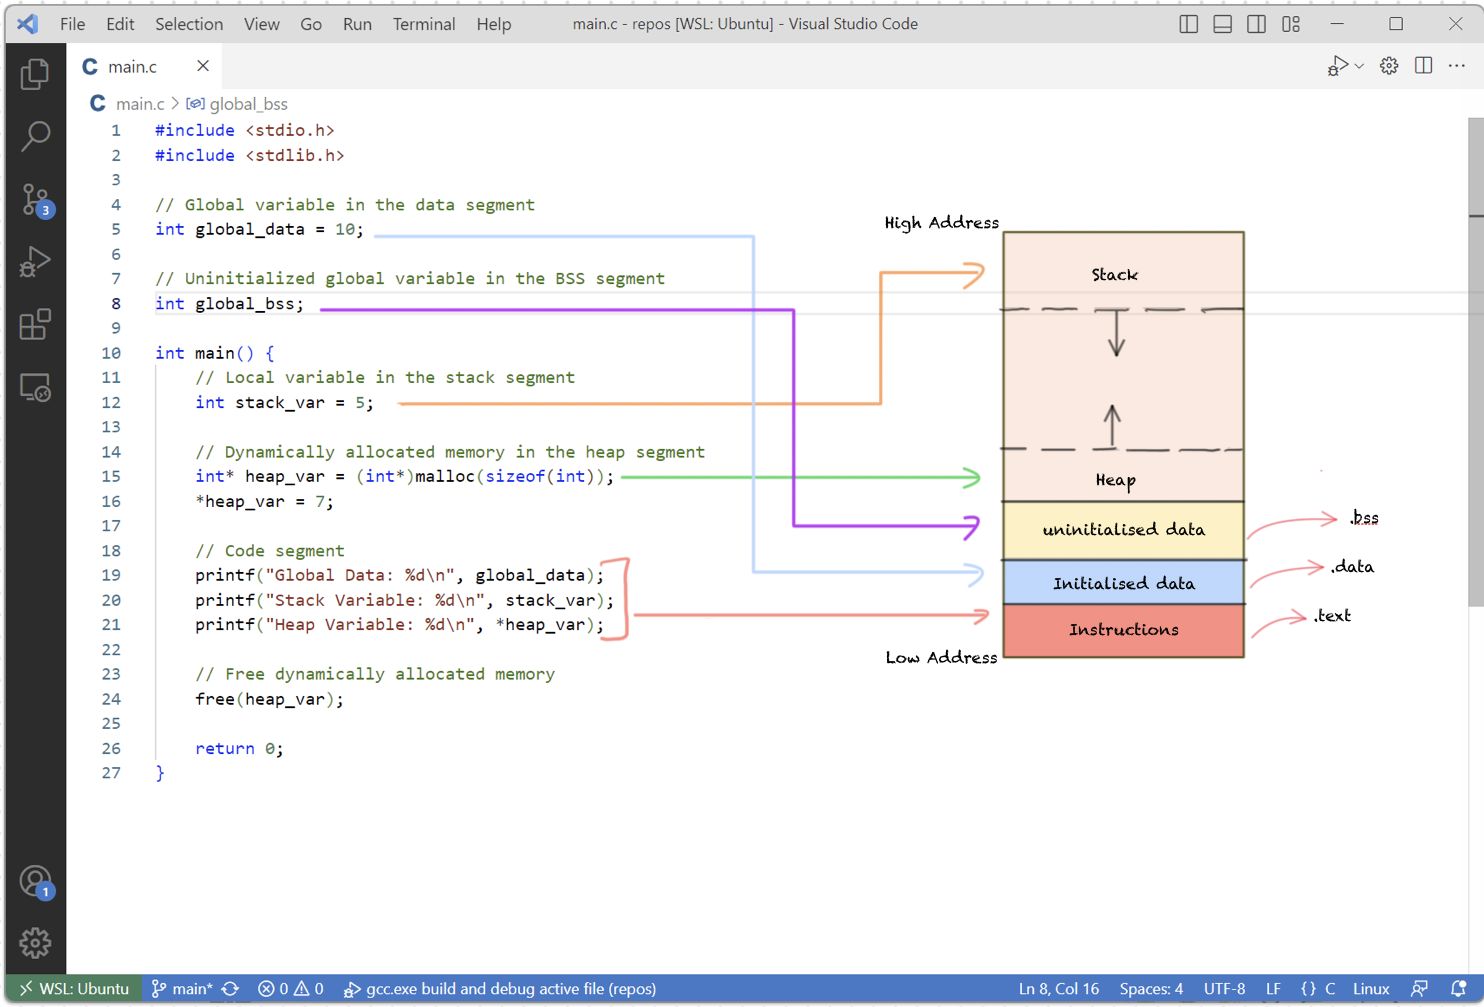 File Edit Selection View Go Run Terminal Help main.c - repos [WSL: Ubuntu] - Visual Studio Code
C main.c
C main.c > global_bss
1 #include <stdio.h>
2 #include <stdlib.h>
3
4 // Global variable in the data segment
5 int global_data = 10;
6
7 // Uninitialized global variable in the BSS segment
8 int global_bss;
9
10 int main() {
11 // Local variable in the stack segment
12 int stack_var = 5;
13
14 // Dynamically allocated memory in the heap segment
15 int* heap_var = (int*)malloc(sizeof(int));
16 *heap_var = 7;
17
18 // Code segment
19 printf("Global Data: %d\n", global_data);
20 printf("Stack Variable: %d\n", stack_var);
21 printf("Heap Variable: %d\n", *heap_var);
22
23 // Free dynamically allocated memory
24 free(heap_var);
25
26 return 0;
27 }
High Address
Stack
Heap
uninitialised data
.bss
Initialised data
.data
Instructions
.text
Low Address
3
1
WSL: Ubuntu main* 0 0 gcc.exe build and debug active file (repos) Ln 8, Col 16 Spaces: 4 UTF-8 LF {} C Linux